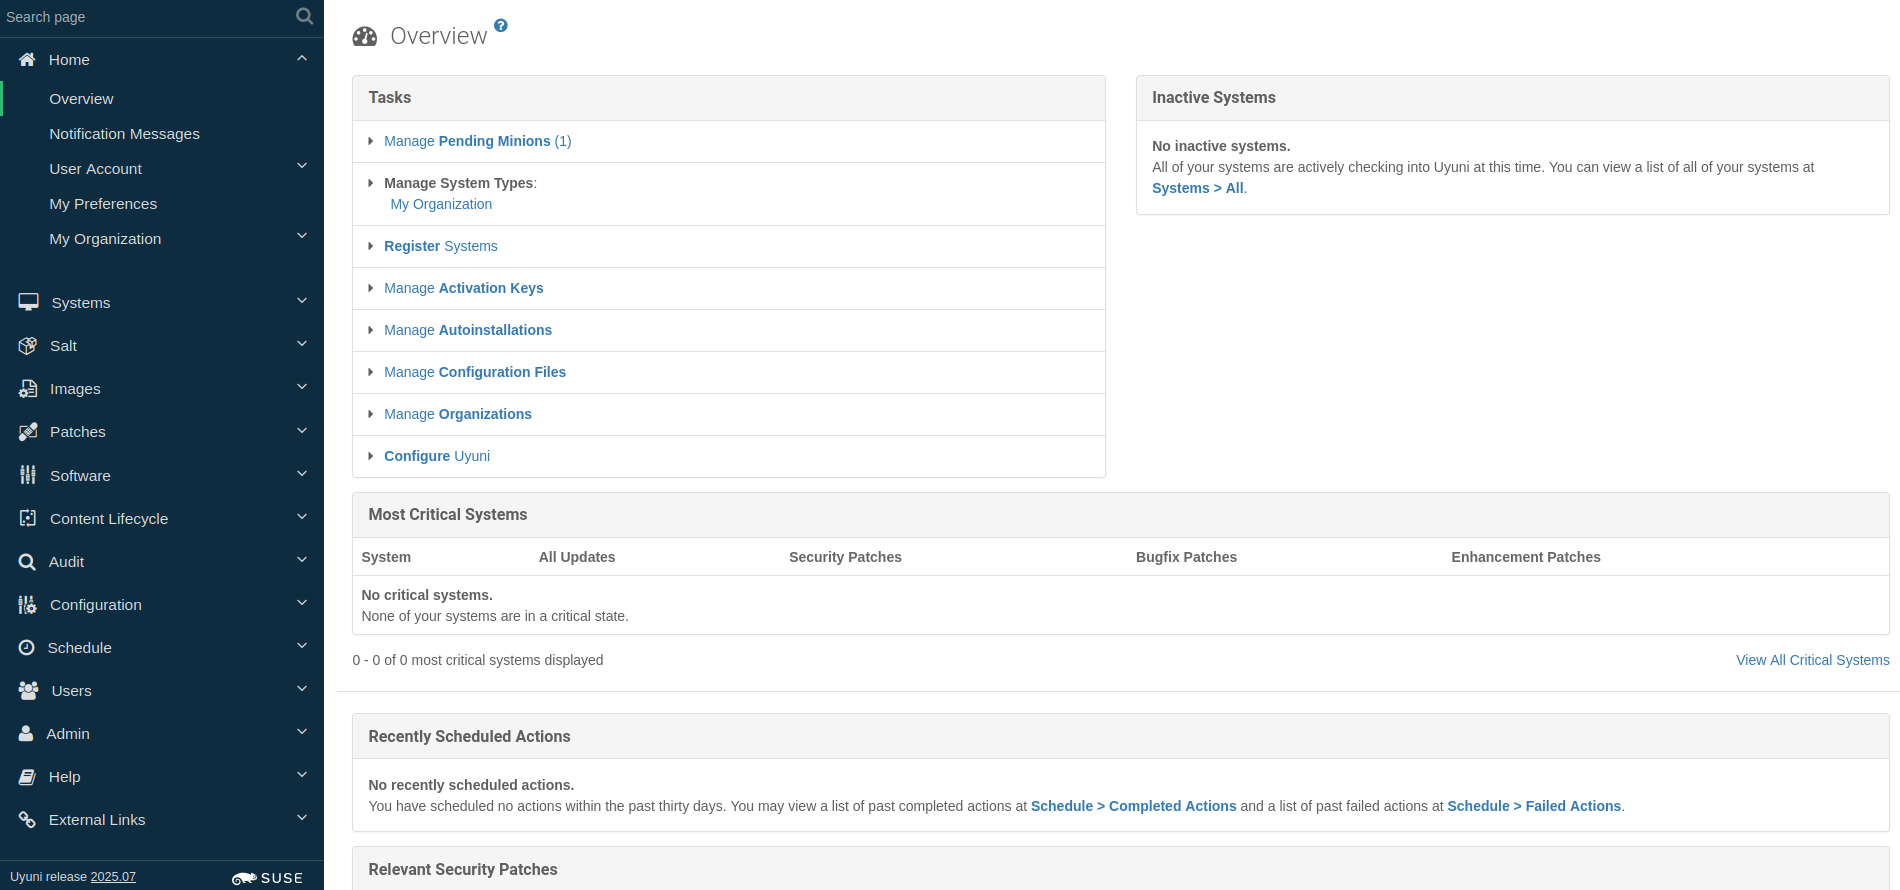 Search page
Home
Overview
Notification Messages
User Account
My Preferences
My Organization
Systems
Salt
Images
Patches
Software
Content Lifecycle
Audit
Configuration
Schedule
Users
Admin
Help
External Links
Uyuni release 2025.07
SUSE
Overview ?
Tasks
Manage Pending Minions (1)
Manage System Types:
My Organization
Register Systems
Manage Activation Keys
Manage Autoinstallations
Manage Configuration Files
Manage Organizations
Configure Uyuni
Inactive Systems
No inactive systems.
All of your systems are actively checking into Uyuni at this time. You can view a list of all of your systems at
Systems > All.
Most Critical Systems
System All Updates Security Patches Bugfix Patches Enhancement Patches
No critical systems.
None of your systems are in a critical state.
0 - 0 of 0 most critical systems displayed
View All Critical Systems
Recently Scheduled Actions
No recently scheduled actions.
You have scheduled no actions within the past thirty days. You may view a list of past completed actions at Schedule > Completed Actions and a list of past failed actions at Schedule > Failed Actions.
Relevant Security Patches